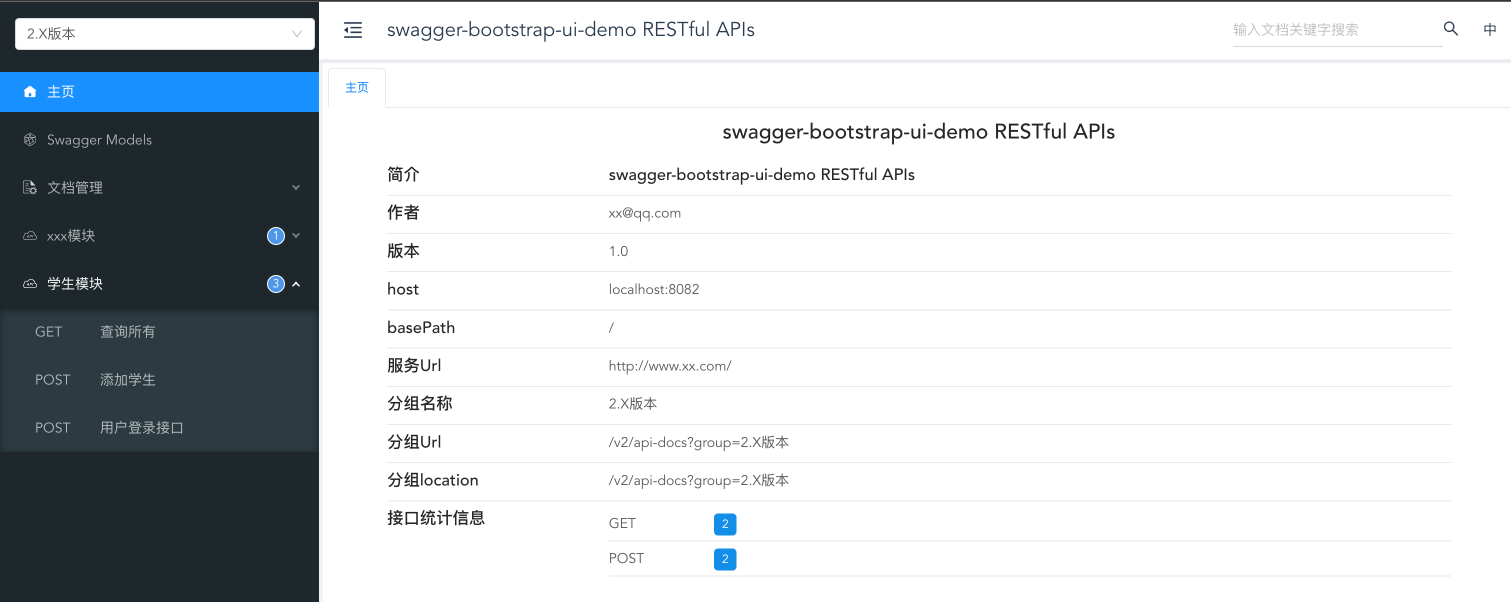 2.X版本
主页
Swagger Models
文档管理
xxx模块 1
学生模块 3
GET 查询所有
POST 添加学生
POST 用户登录接口
swagger-bootstrap-ui-demo RESTful APIs
输入文档关键字搜索
中
主页
swagger-bootstrap-ui-demo RESTful APIs
简介 swagger-bootstrap-ui-demo RESTful APIs
作者 xx@qq.com
版本 1.0
host localhost:8082
basePath /
服务Url http://www.xx.com/
分组名称 2.X版本
分组Url /v2/api-docs?group=2.X版本
分组location /v2/api-docs?group=2.X版本
接口统计信息 GET 2
POST 2